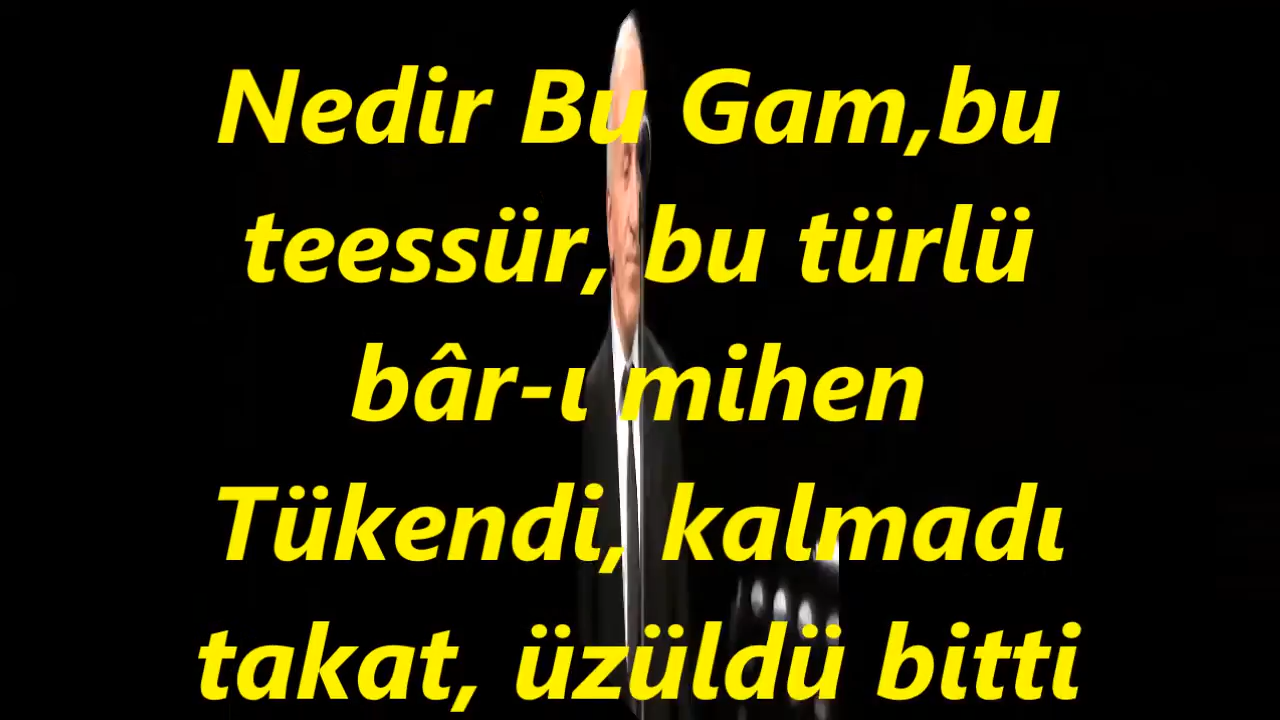 Nedir Bu Gam,bu
teessür, bu türlü
bâr-ı mihen
Tükendi, kalmadı
takat, üzüldü bitti